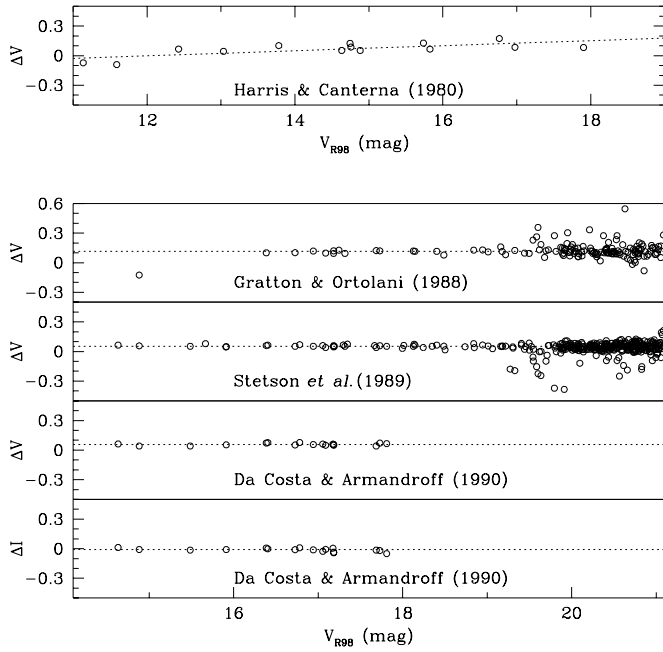 0.3
0
−0.3
ΔV
Harris & Canterna (1980)
12 14 16 18
V_R98 (mag)
0.6
0.3
0
−0.3
ΔV
Gratton & Ortolani (1988)
0.3
0
−0.3
ΔV
Stetson et al. (1989)
0.3
0
−0.3
ΔV
Da Costa & Armandroff (1990)
0.3
0
−0.3
ΔI
Da Costa & Armandroff (1990)
16 18 20
V_R98 (mag)